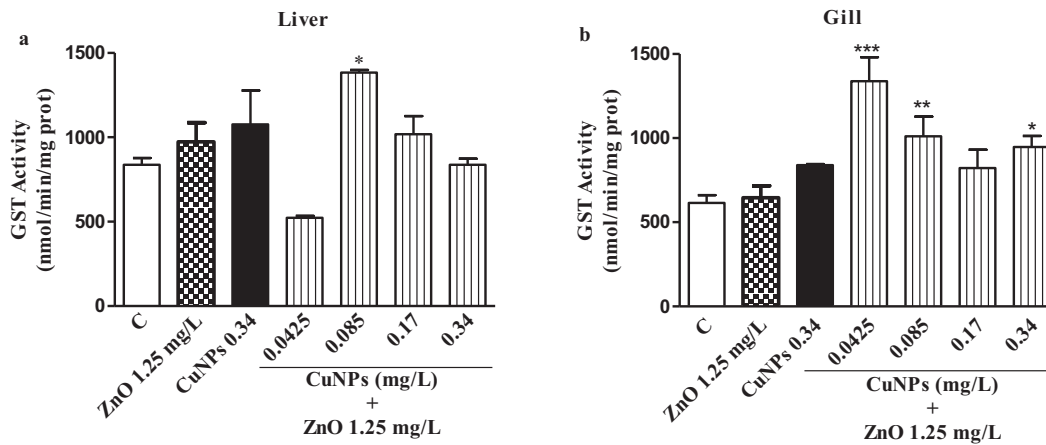 Liver
a
GST Activity
(nmol/min/mg prot)
1500
1000
500
0
*
C
ZnO 1.25 mg/L
CuNPs 0.34
0.0425
0.085
0.17
0.34
CuNPs (mg/L)
+
ZnO 1.25 mg/L
Gill
b
GST Activity
(nmol/min/mg prot)
1500
1000
500
0
***
**
*
C
ZnO 1.25 mg/L
CuNPs 0.34
0.0425
0.085
0.17
0.34
CuNPs (mg/L)
+
ZnO 1.25 mg/L